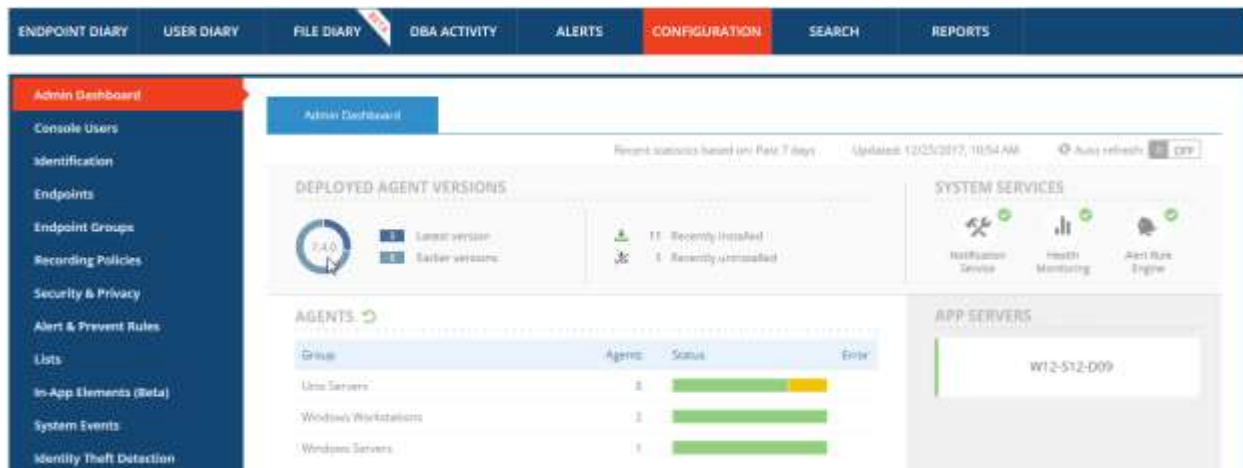 ENDPOINT DIARY USER DIARY FILE DIARY BETA DBA ACTIVITY ALERTS CONFIGURATION SEARCH REPORTS
Admin Dashboard
Console Users
Identification
Endpoints
Endpoint Groups
Recording Policies
Security & Privacy
Alert & Prevent Rules
Lists
In-App Elements (Beta)
System Events
Identity Theft Detection
Admin Dashboard
Recent statistics based on: Past 7 days Updated: 12/25/2017, 10:54 AM Auto refresh: OFF
DEPLOYED AGENT VERSIONS
7.4.0
Latest version
Earlier versions
11 Recently installed
1 Recently uninstalled
SYSTEM SERVICES
Notification Service
Health Monitoring
Alert Rule Engine
AGENTS
Group Agents Status Error
Unix Servers 8
Windows Workstations
Windows Servers 1
APP SERVERS
W12-S12-D09